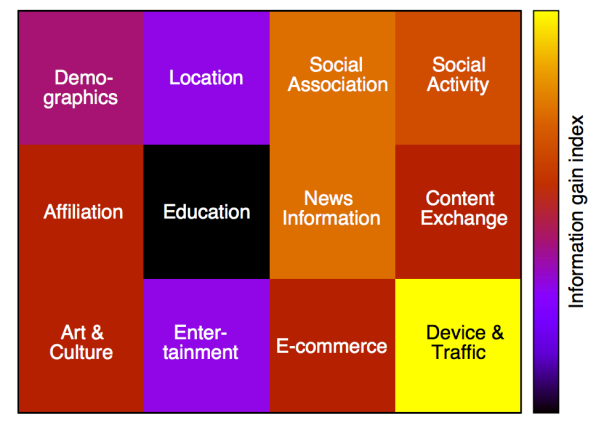 Demo-
graphics
Location
Social
Association
Social
Activity
Affiliation
Education
News
Information
Content
Exchange
Art &
Culture
Enter-
tainment
E-commerce
Device &
Traffic
Information gain index